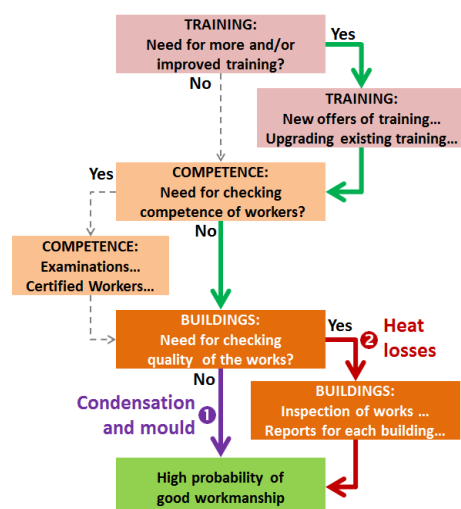 TRAINING:
Need for more and/or
improved training?
Yes
No
TRAINING:
New offers of training…
Upgrading existing training…
COMPETENCE:
Need for checking
competence of workers?
Yes
No
COMPETENCE:
Examinations…
Certified Workers…
BUILDINGS:
Need for checking
quality of the works?
Yes
2 Heat
losses
No
Condensation
and mould
1
BUILDINGS:
Inspection of works …
Reports for each building…
High probability of
good workmanship